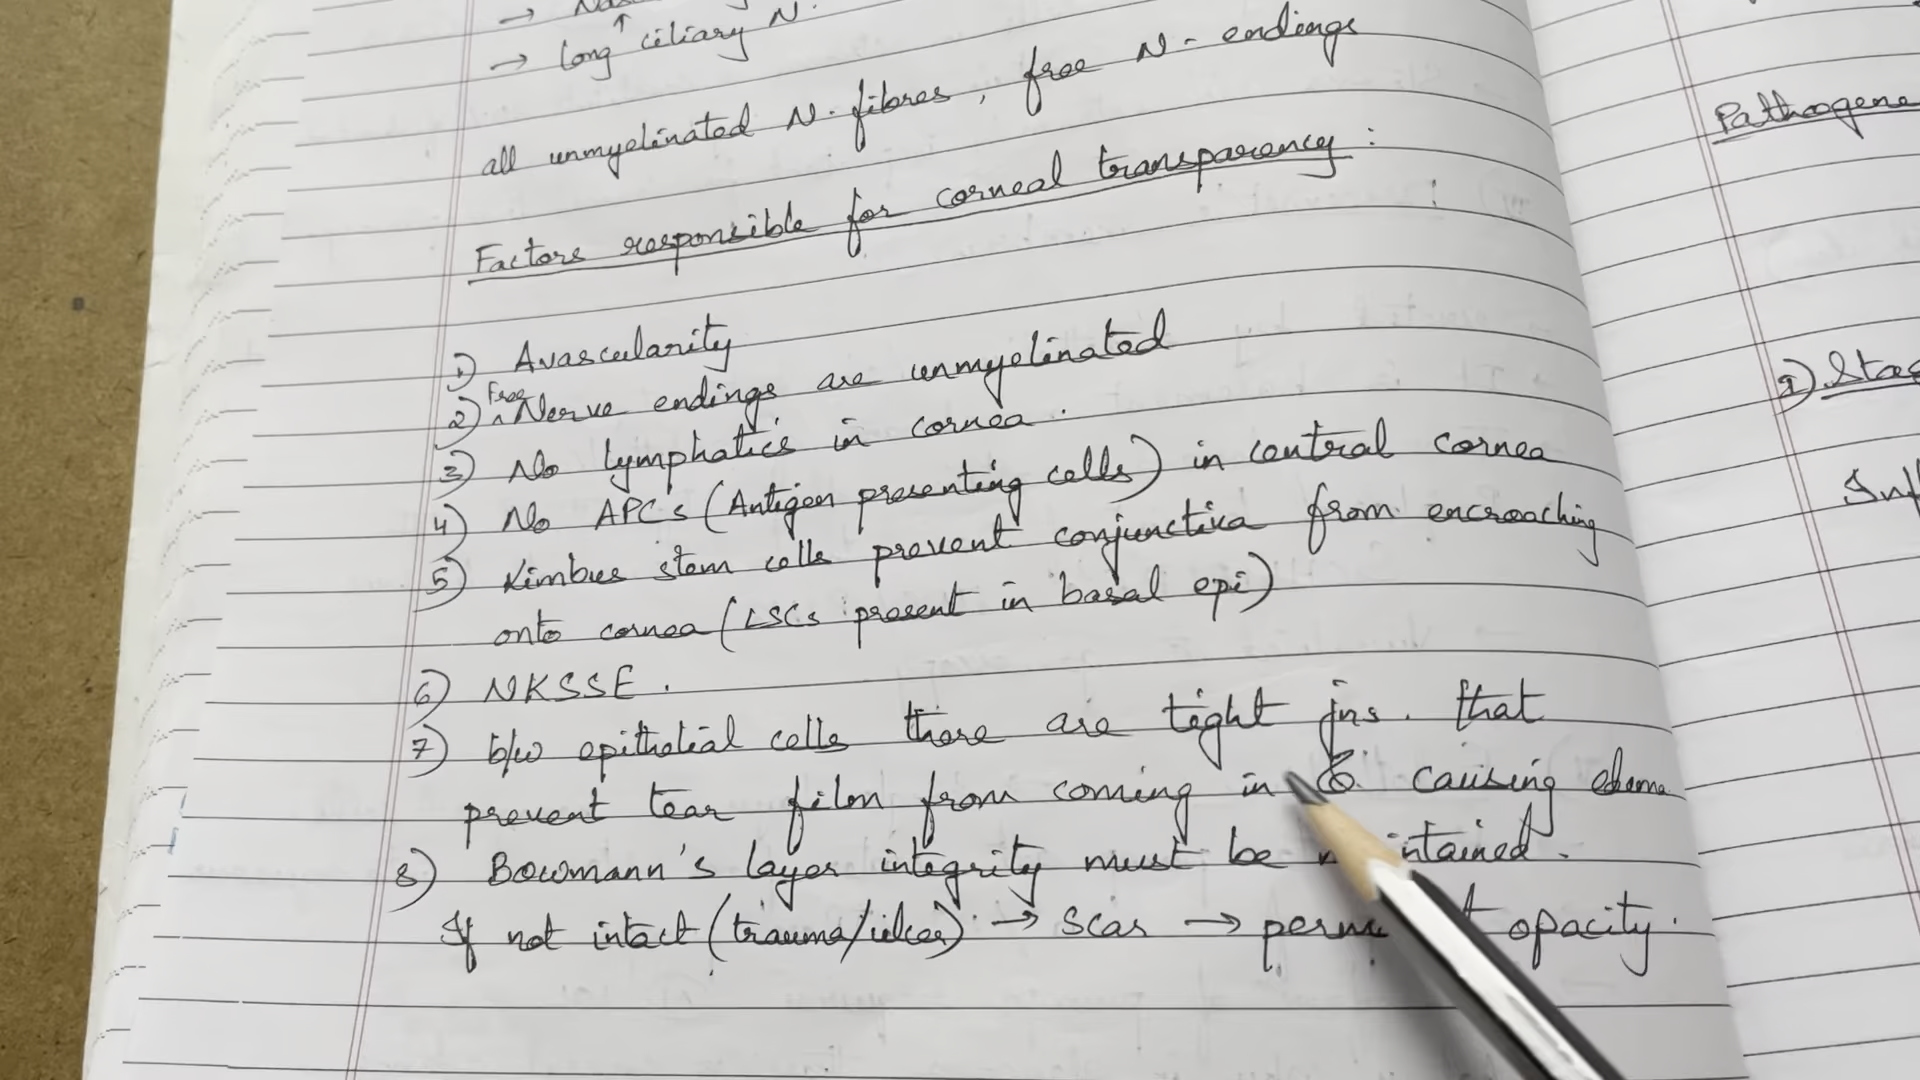 → long ciliary N.
all unmyelinated N. fibres, free N. endings
Factors responsible for corneal transparency:
1) Avascularity
2) Free Nerve endings are unmyelinated
3) No lymphatics in cornea.
4) No APC's (Antigen presenting cells) in central cornea
5) Limbus stem cells prevent conjunctiva from encroaching
onto cornea (LSCs present in basal epi)
6) NKSSE.
7) b/w epithelial cells there are tight jns. that
prevent tear film from coming in & causing edema
8) Bowmann's layer integrity must be
If not intact (trauma/ulcer) → scar → opacity.
Pathogene
1) Stag
Inf